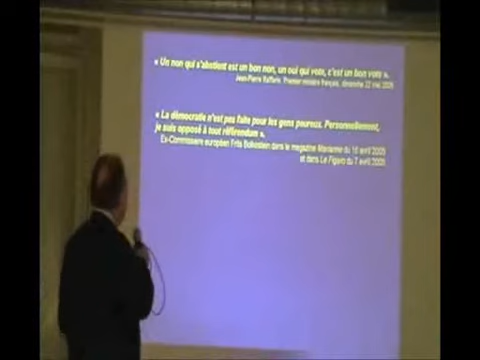 « Un non qui s'abstient est un bon non, un oui qui vote, c'est un bon vote ».
Jean-Pierre Raffarin, Premier ministre français, dimanche 22 mai 2005
« La démocratie n'est pas faite pour les gens peureux. Personnellement,
je suis opposé à tout référendum ».
Ex-Commissaire européen Frits Bolkestein dans le magazine Marianne du 16 avril 2005
et dans Le Figaro du 7 avril 2005